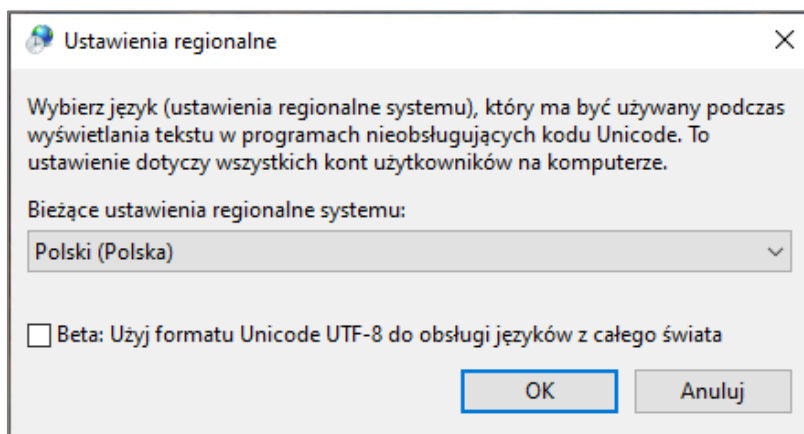 Ustawienia regionalne
Wybierz język (ustawienia regionalne systemu), który ma być używany podczas
wyświetlania tekstu w programach nieobsługujących kodu Unicode. To
ustawienie dotyczy wszystkich kont użytkowników na komputerze.
Bieżące ustawienia regionalne systemu:
Polski (Polska)
Beta: Użyj formatu Unicode UTF-8 do obsługi języków z całego świata
OK Anuluj